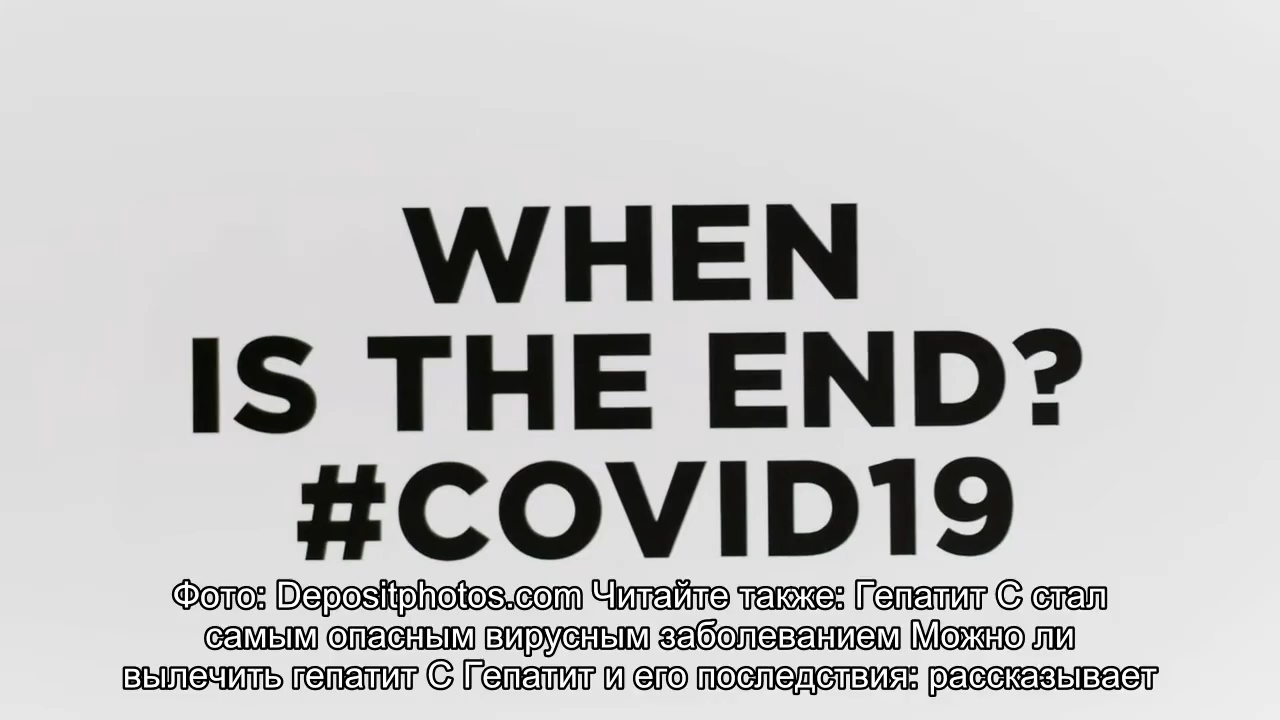 WHEN
IS THE END?
#COVID19
Фото: Depositphotos.com Читайте также: Гепатит С стал
самым опасным вирусным заболеванием Можно ли
вылечить гепатит С Гепатит и его последствия: рассказывает